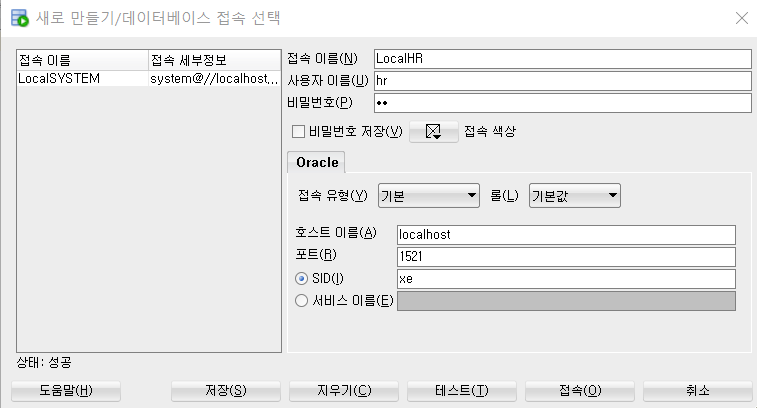 새로 만들기/데이터베이스 접속 선택
접속 이름 접속 세부정보
LocalSYSTEM system@//localhost,,,
접속 이름(N) LocalHR
사용자 이름(U) hr
비밀번호(P) ••
비밀번호 저장(V) 접속 색상
Oracle
접속 유형(Y) 기본 롤(L) 기본값
호스트 이름(A) localhost
포트(R) 1521
SID(I) xe
서비스 이름(E)
상태: 성공
도움말(H) 저장(S) 지우기(C) 테스트(T) 접속(O) 취소